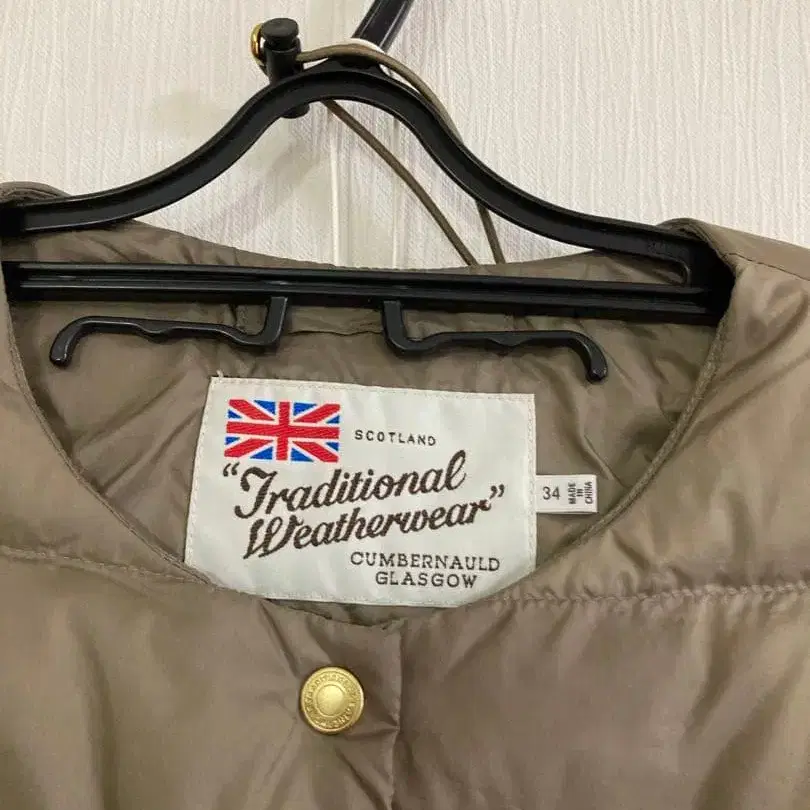 SCOTLAND
“Traditional
Weatherwear”
CUMBERNAULD
GLASGOW
34
MADE
IN
CHINA